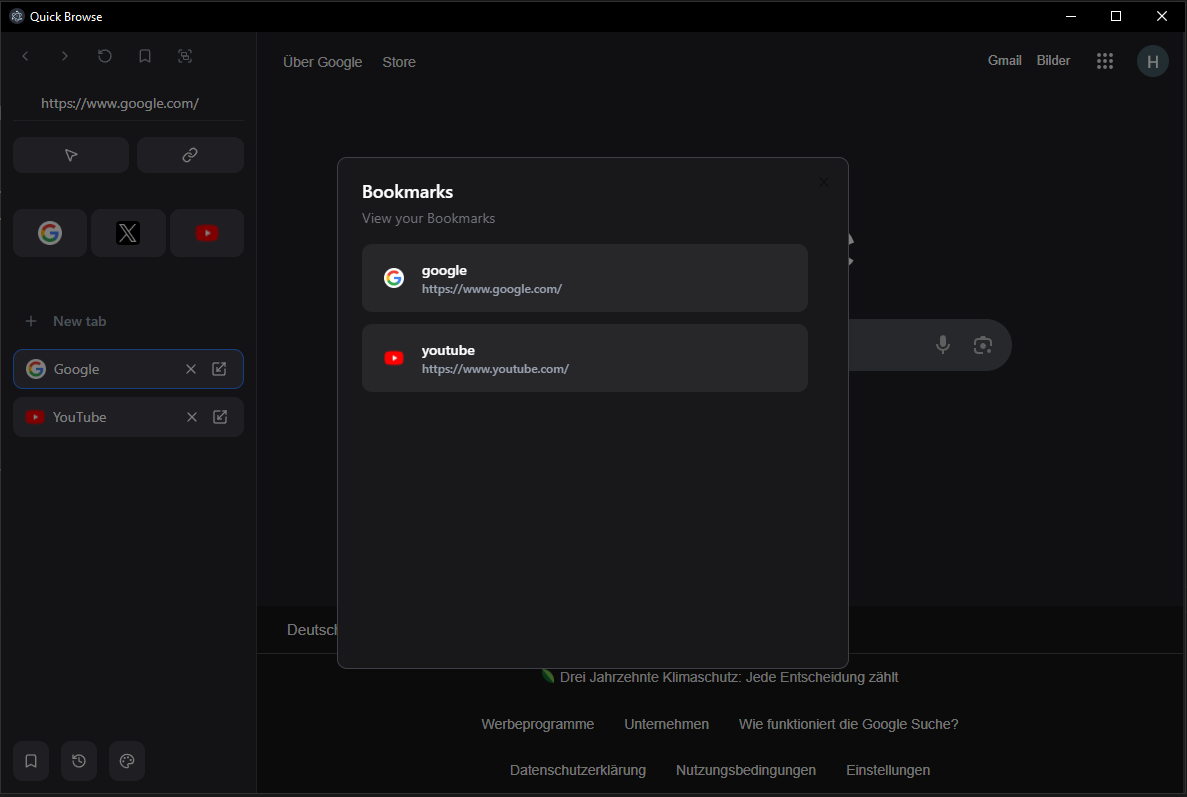 Quick Browse
https://www.google.com/
New tab
Google
YouTube
Über Google Store
Gmail Bilder
H
Bookmarks
View your Bookmarks
google
https://www.google.com/
youtube
https://www.youtube.com/
Drei Jahrzehnte Klimaschutz: Jede Entscheidung zählt
Werbeprogramme Unternehmen Wie funktioniert die Google Suche?
Datenschutzerklärung Nutzungsbedingungen Einstellungen